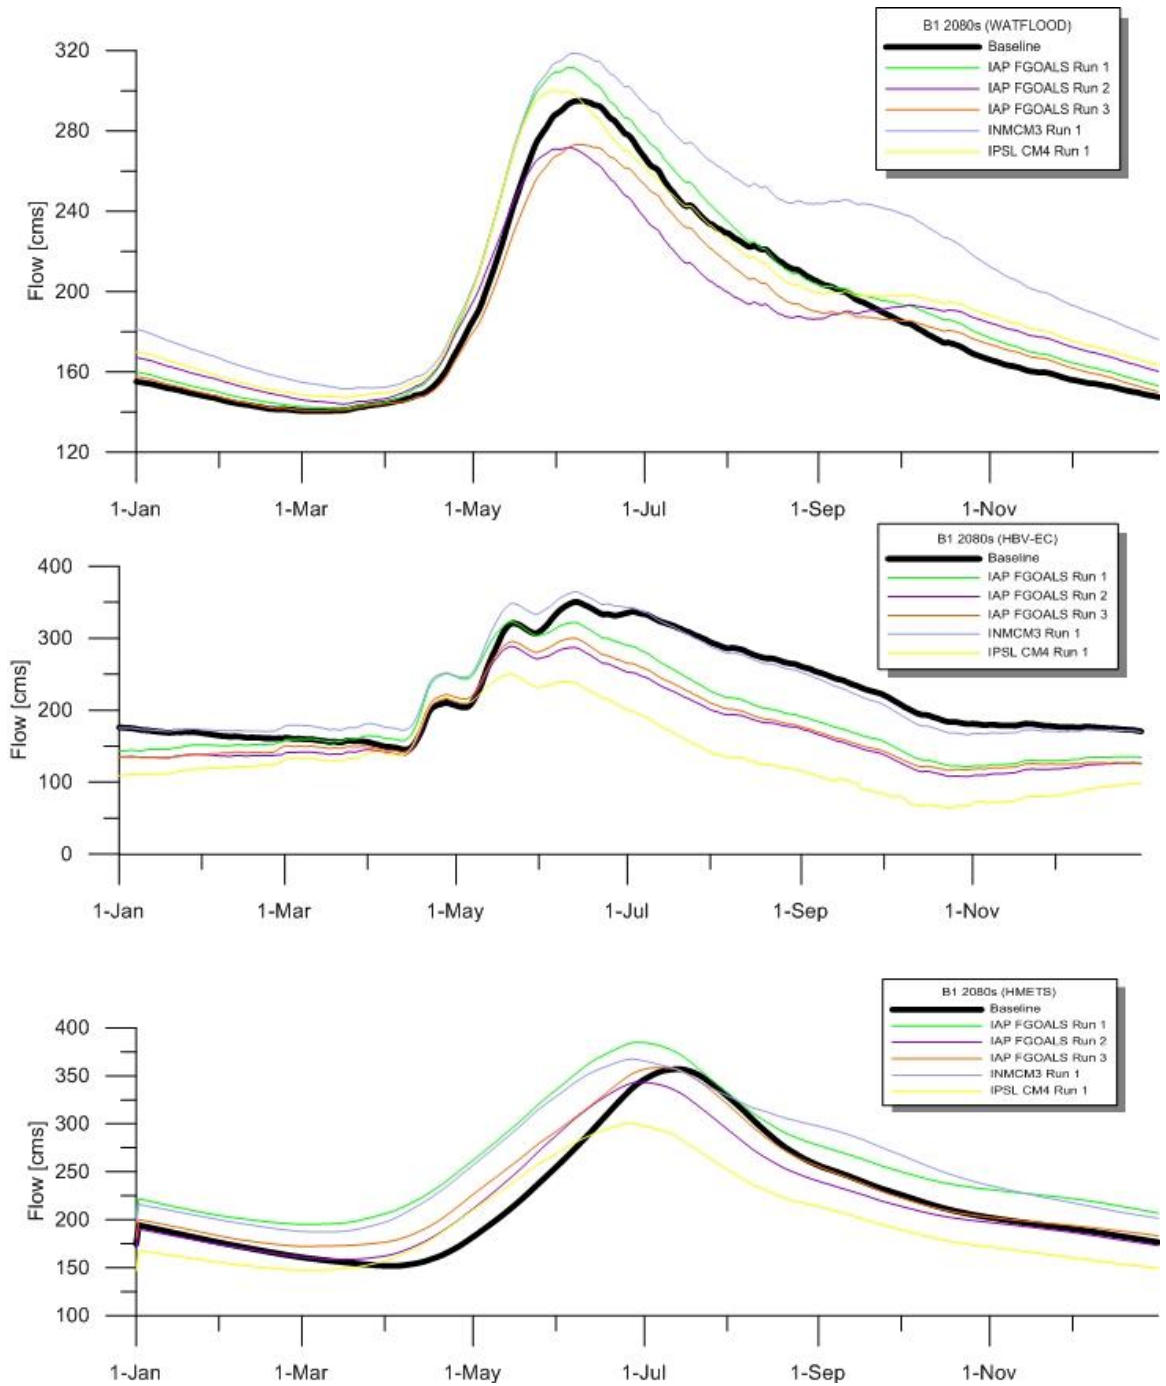 B1 2080s (WATFLOOD)
Baseline
IAP FGOALS Run 1
IAP FGOALS Run 2
IAP FGOALS Run 3
INMCM3 Run 1
IPSL CM4 Run 1
320
280
240
200
160
120
Flow [cms]
1-Jan 1-Mar 1-May 1-Jul 1-Sep 1-Nov
B1 2080s (HBV-EC)
Baseline
IAP FGOALS Run 1
IAP FGOALS Run 2
IAP FGOALS Run 3
INMCM3 Run 1
IPSL CM4 Run 1
400
300
200
100
0
Flow [cms]
1-Jan 1-Mar 1-May 1-Jul 1-Sep 1-Nov
B1 2080s (HMETS)
Baseline
IAP FGOALS Run 1
IAP FGOALS Run 2
IAP FGOALS Run 3
INMCM3 Run 1
IPSL CM4 Run 1
400
350
300
250
200
150
100
Flow [cms]
1-Jan 1-Mar 1-May 1-Jul 1-Sep 1-Nov